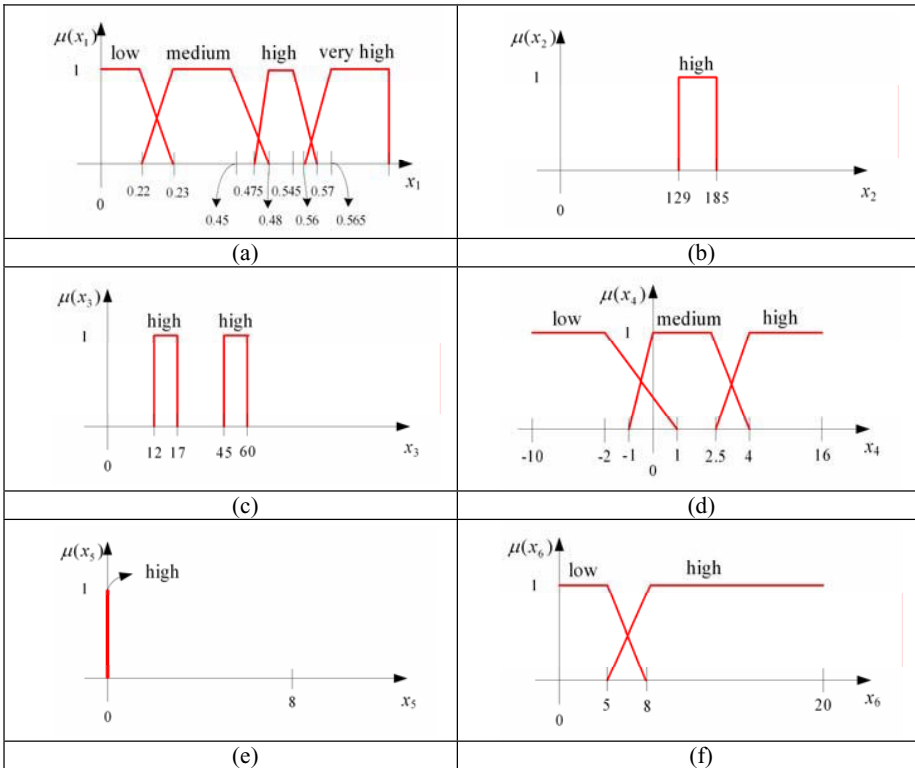 μ(x₁)
low medium high very high
1
0.22 0.23 0.475 0.545 0.57 x₁
0
0.45 0.48 0.56 0.565
(a)
μ(x₂)
high
1
129 185 x₂
0
(b)
μ(x₃)
high high
1
12 17 45 60 x₃
0
(c)
μ(x₄)
low 1 medium high
-10 -2 -1 1 2.5 4 16 x₄
0
(d)
μ(x₅)
high
1
0 8 x₅
(e)
μ(x₆)
low high
1
5 8 20 x₆
0
(f)